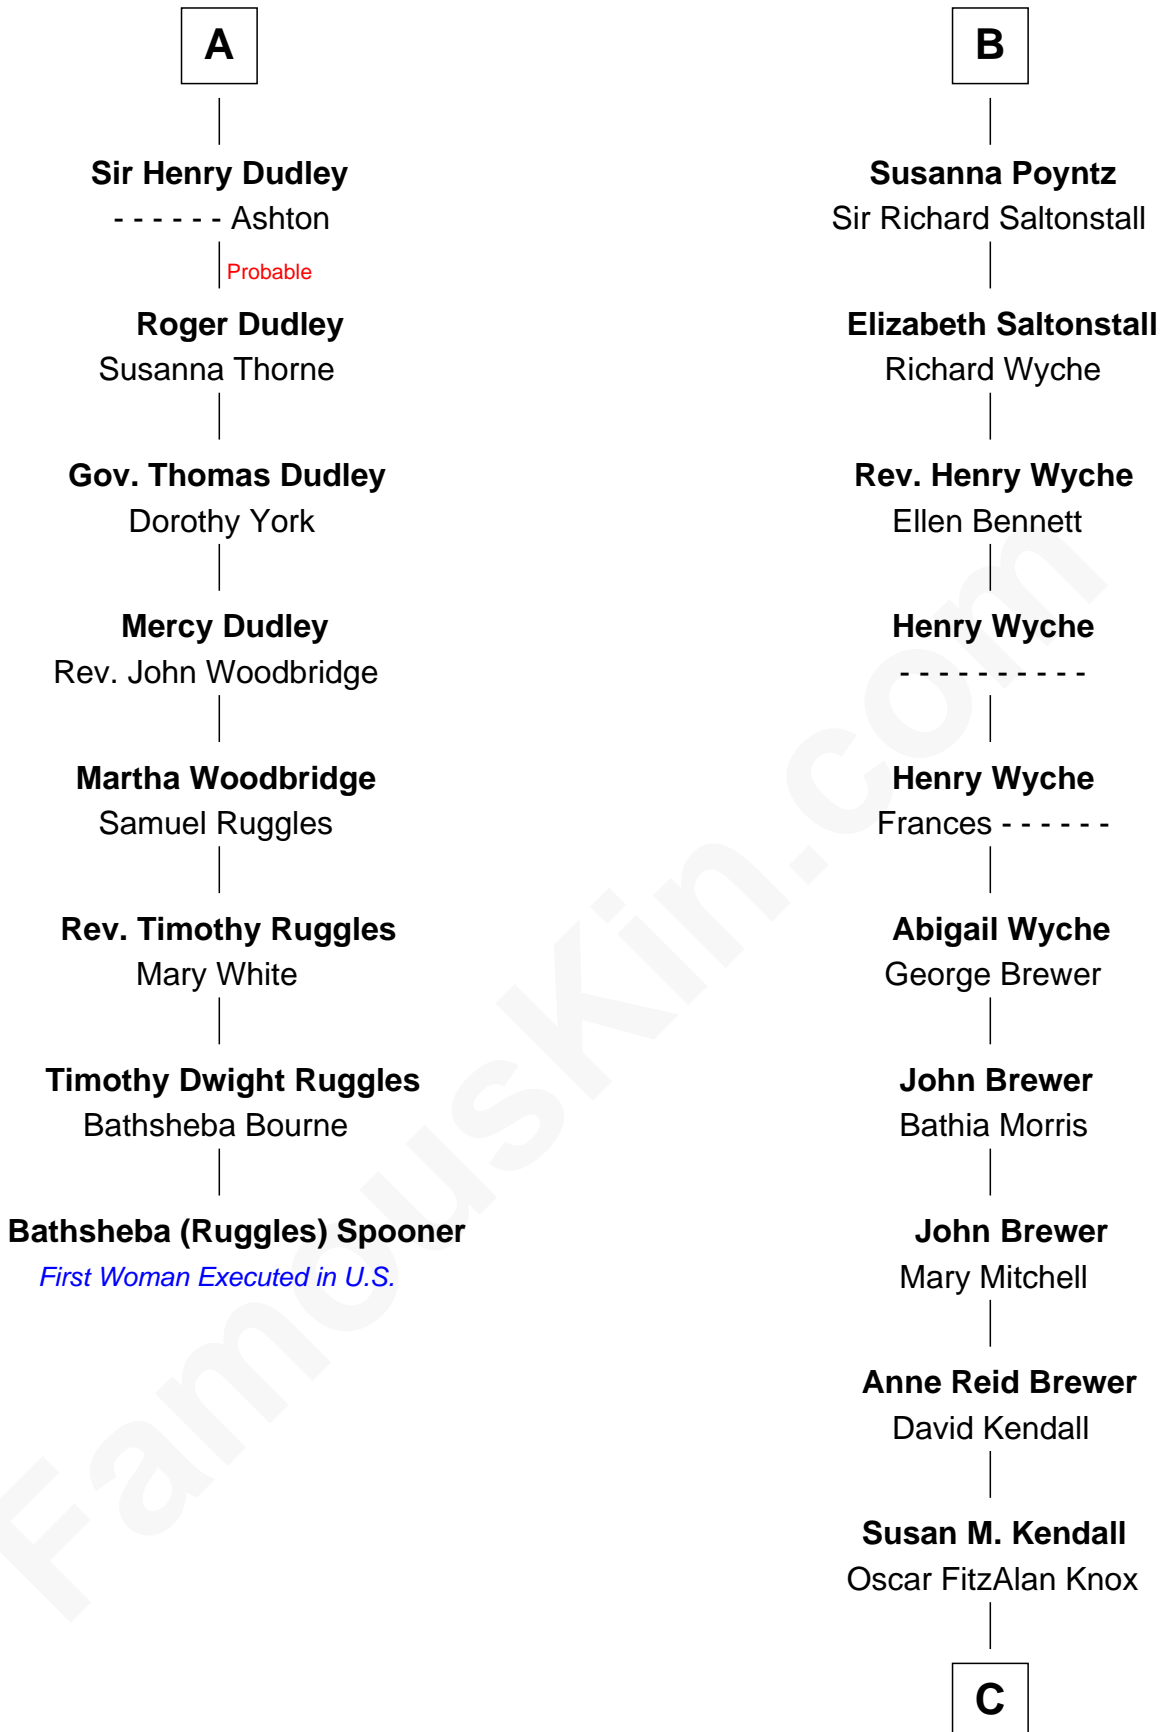 A
Sir Henry Dudley
- - - - - - Ashton
Probable
Roger Dudley
Susanna Thorne
Gov. Thomas Dudley
Dorothy York
Mercy Dudley
Rev. John Woodbridge
Martha Woodbridge
Samuel Ruggles
Rev. Timothy Ruggles
Mary White
Timothy Dwight Ruggles
Bathsheba Bourne
Bathsheba (Ruggles) Spooner
First Woman Executed in U.S.
B
Susanna Poyntz
Sir Richard Saltonstall
Elizabeth Saltonstall
Richard Wyche
Rev. Henry Wyche
Ellen Bennett
Henry Wyche
- - - - - - - - - -
Henry Wyche
Frances - - - - - -
Abigail Wyche
George Brewer
John Brewer
Bathia Morris
John Brewer
Mary Mitchell
Anne Reid Brewer
David Kendall
Susan M. Kendall
Oscar FitzAlan Knox
C
FamousKin.com